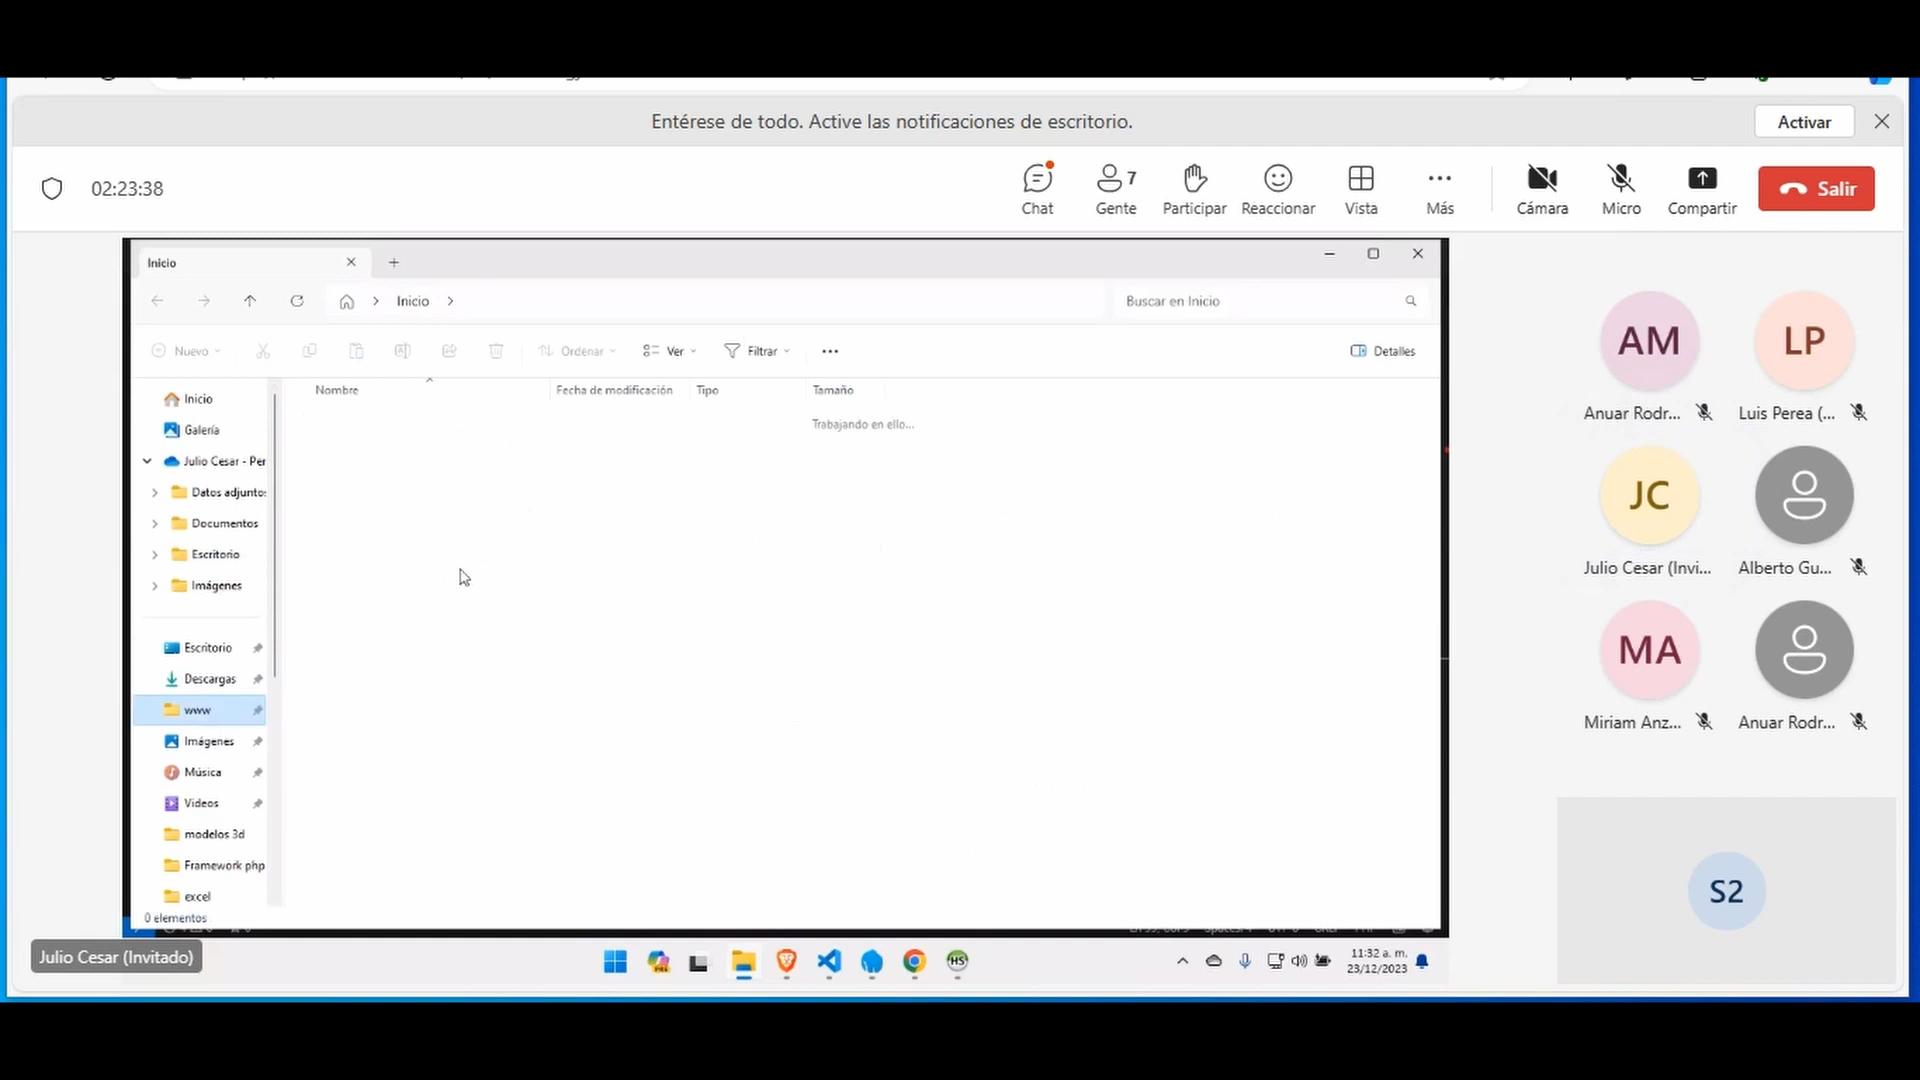 Entérese de todo. Active las notificaciones de escritorio.
Activar
02:23:38
Chat
7
Gente
Participar
Reaccionar
Vista
Más
Cámara
Micro
Compartir
Salir
Inicio
Inicio
Buscar en Inicio
Nuevo
Ordenar
Ver
Filtrar
Detalles
Nombre
Fecha de modificación
Tipo
Tamaño
Trabajando en ello...
Inicio
Galería
Julio Cesar - Per
Datos adjuntos
Documentos
Escritorio
Imágenes
Escritorio
Descargas
www
Imágenes
Música
Videos
modelos 3d
Framework php
excel
0 elementos
AM
Anuar Rodr...
LP
Luis Perea (...
JC
Julio Cesar (Invi...
Alberto Gu...
MA
Miriam Anz...
Anuar Rodr...
S2
Julio Cesar (Invitado)
HS
11:32 a. m.
23/12/2023